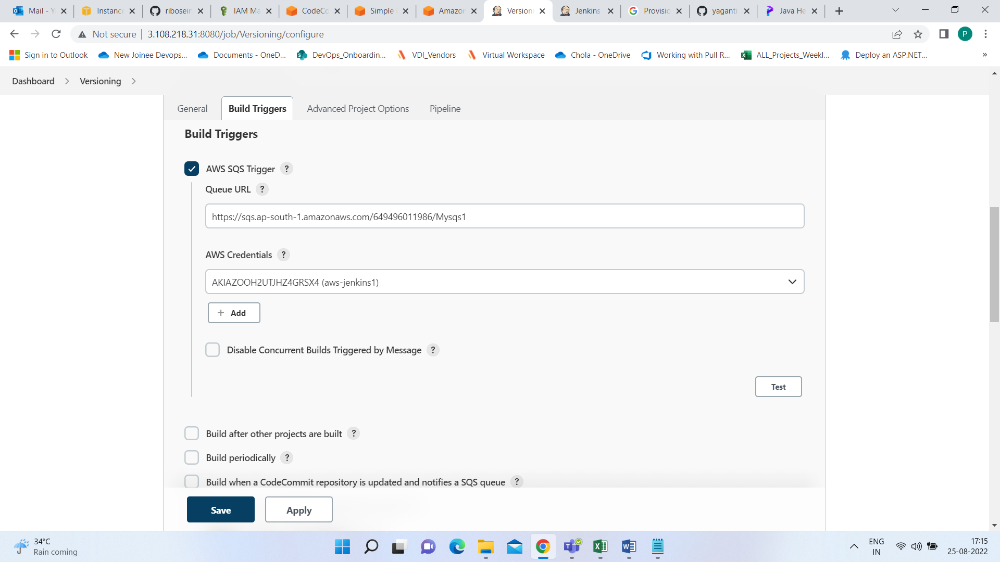 Mail - Y
Instance
ribosein
IAM Ma
CodeCo
Simple
Amazon
Versioni
Jenkins
Provisio
yaganti
Java He
Not secure | 3.108.218.31:8080/job/Versioning/configure
P
Sign in to Outlook
New Joinee Devops...
Documents - OneD...
DevOps_Onboardin...
VDI_Vendors
Virtual Workspace
Chola - OneDrive
Working with Pull R...
ALL_Projects_Weekl...
Deploy an ASP.NET...
»
Dashboard > Versioning >
General
Build Triggers
Advanced Project Options
Pipeline
Build Triggers
AWS SQS Trigger ?
Queue URL ?
https://sqs.ap-south-1.amazonaws.com/649496011986/Mysqs1
AWS Credentials ?
AKIAZOOH2UTJHZ4GRSX4 (aws-jenkins1)
+ Add
Disable Concurrent Builds Triggered by Message ?
Test
Build after other projects are built ?
Build periodically ?
Build when a CodeCommit repository is updated and notifies a SQS queue ?
Save
Apply
34°C
Rain coming
ENG
IN
17:15
25-08-2022